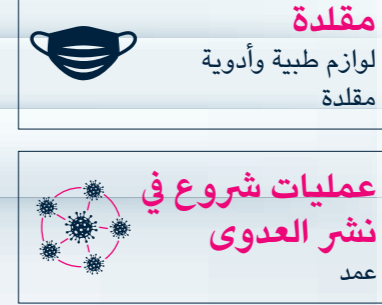 مقلدة
لوازم طبية وأدوية
مقلدة
عمليات شروع في
نشر العدوى
عمد